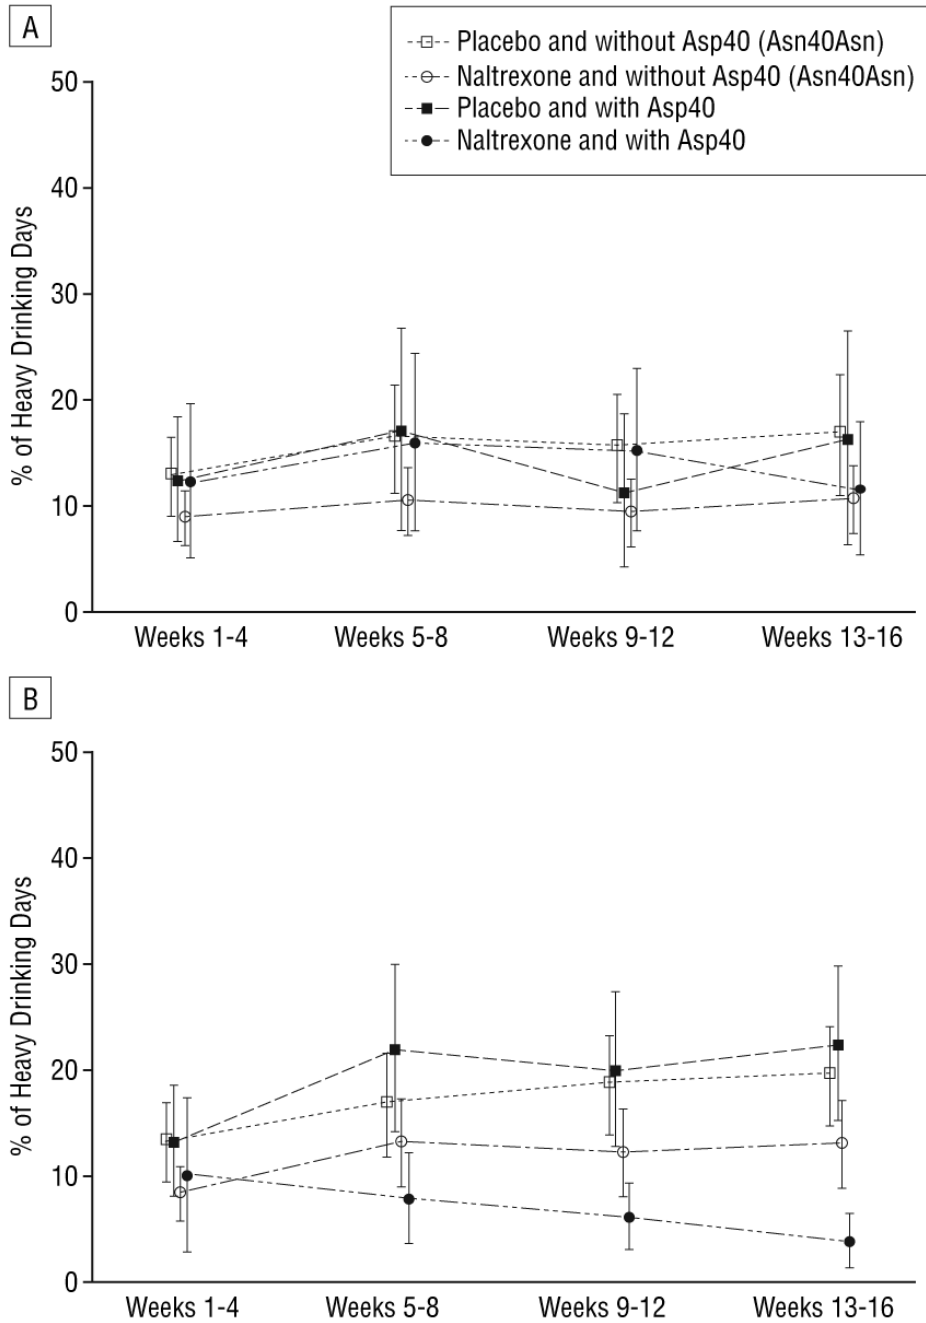 A
Placebo and without Asp40 (Asn40Asn)
Naltrexone and without Asp40 (Asn40Asn)
Placebo and with Asp40
Naltrexone and with Asp40
% of Heavy Drinking Days
50
40
30
20
10
0
Weeks 1-4 Weeks 5-8 Weeks 9-12 Weeks 13-16
B
% of Heavy Drinking Days
50
40
30
20
10
0
Weeks 1-4 Weeks 5-8 Weeks 9-12 Weeks 13-16